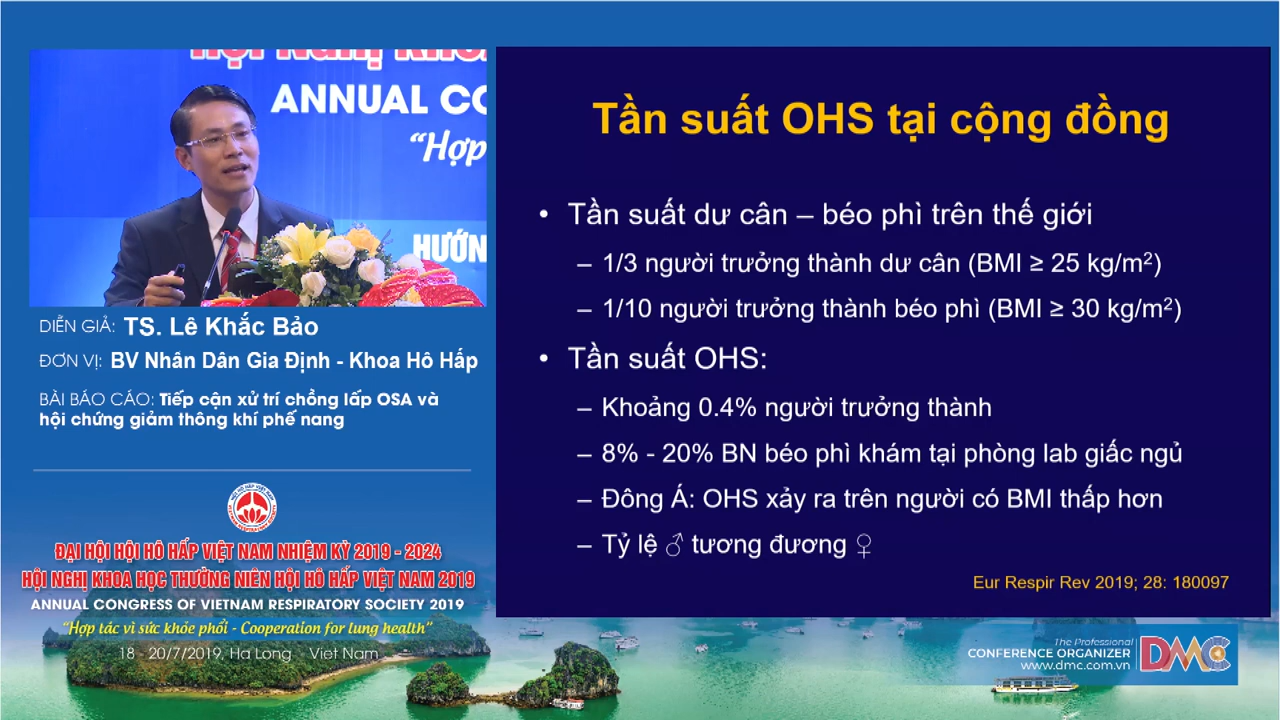 ANNUAL CO
“Hợp
HƯỚN
DIỄN GIẢ: TS. Lê Khắc Bảo
ĐƠN VỊ: BV Nhân Dân Gia Định - Khoa Hô Hấp
BÀI BÁO CÁO: Tiếp cận xử trí chồng lấp OSA và
hội chứng giảm thông khí phế nang
ĐẠI HỘI HỘI HÔ HẤP VIỆT NAM NHIỆM KỲ 2019 - 2024
HỘI NGHỊ KHOA HỌC THƯỜNG NIÊN HỘI HÔ HẤP VIỆT NAM 2019
ANNUAL CONGRESS OF VIETNAM RESPIRATORY SOCIETY 2019
“Hợp tác vì sức khỏe phổi - Cooperation for lung health”
18 - 20/7/2019, Ha Long Viet Nam
Tần suất OHS tại cộng đồng
• Tần suất dư cân – béo phì trên thế giới
– 1/3 người trưởng thành dư cân (BMI ≥ 25 kg/m²)
– 1/10 người trưởng thành béo phì (BMI ≥ 30 kg/m²)
• Tần suất OHS:
– Khoảng 0.4% người trưởng thành
– 8% - 20% BN béo phì khám tại phòng lab giấc ngủ
– Đông Á: OHS xảy ra trên người có BMI thấp hơn
– Tỷ lệ ♂ tương đương ♀
Eur Respir Rev 2019; 28: 180097
The Professional
CONFERENCE ORGANIZER
www.dmc.com.vn
DMC